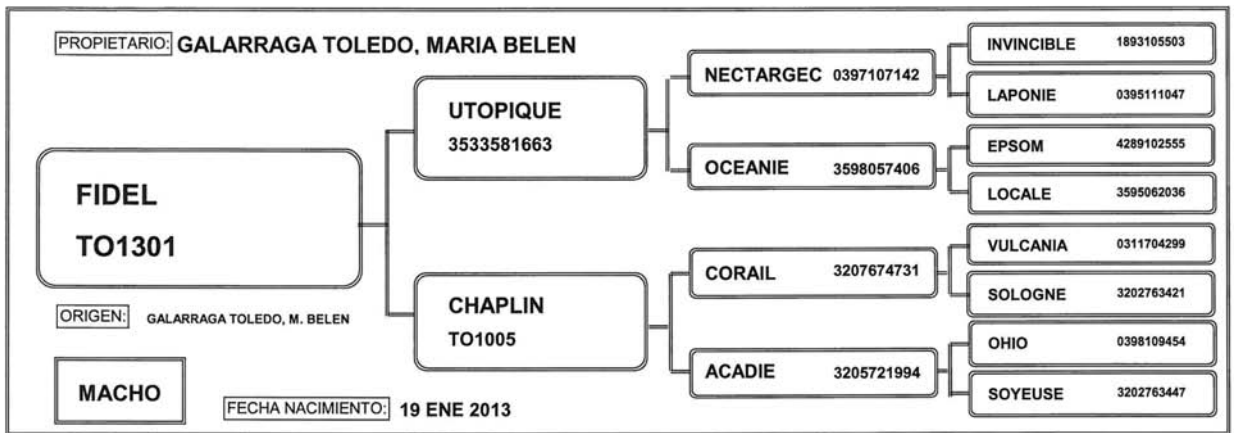 PROPIETARIO: GALARRAGA TOLEDO, MARIA BELEN
FIDEL
TO1301
ORIGEN: GALARRAGA TOLEDO, M. BELEN
MACHO
FECHA NACIMIENTO: 19 ENE 2013
UTOPIQUE
3533581663
CHAPLIN
TO1005
NECTARGEC 0397107142
OCEANIE 3598057406
CORAIL 3207674731
ACADIE 3205721994
INVINCIBLE 1893105503
LAPONIE 0395111047
EPSOM 4289102555
LOCALE 3595062036
VULCANIA 0311704299
SOLOGNE 3202763421
OHIO 0398109454
SOYEUSE 3202763447